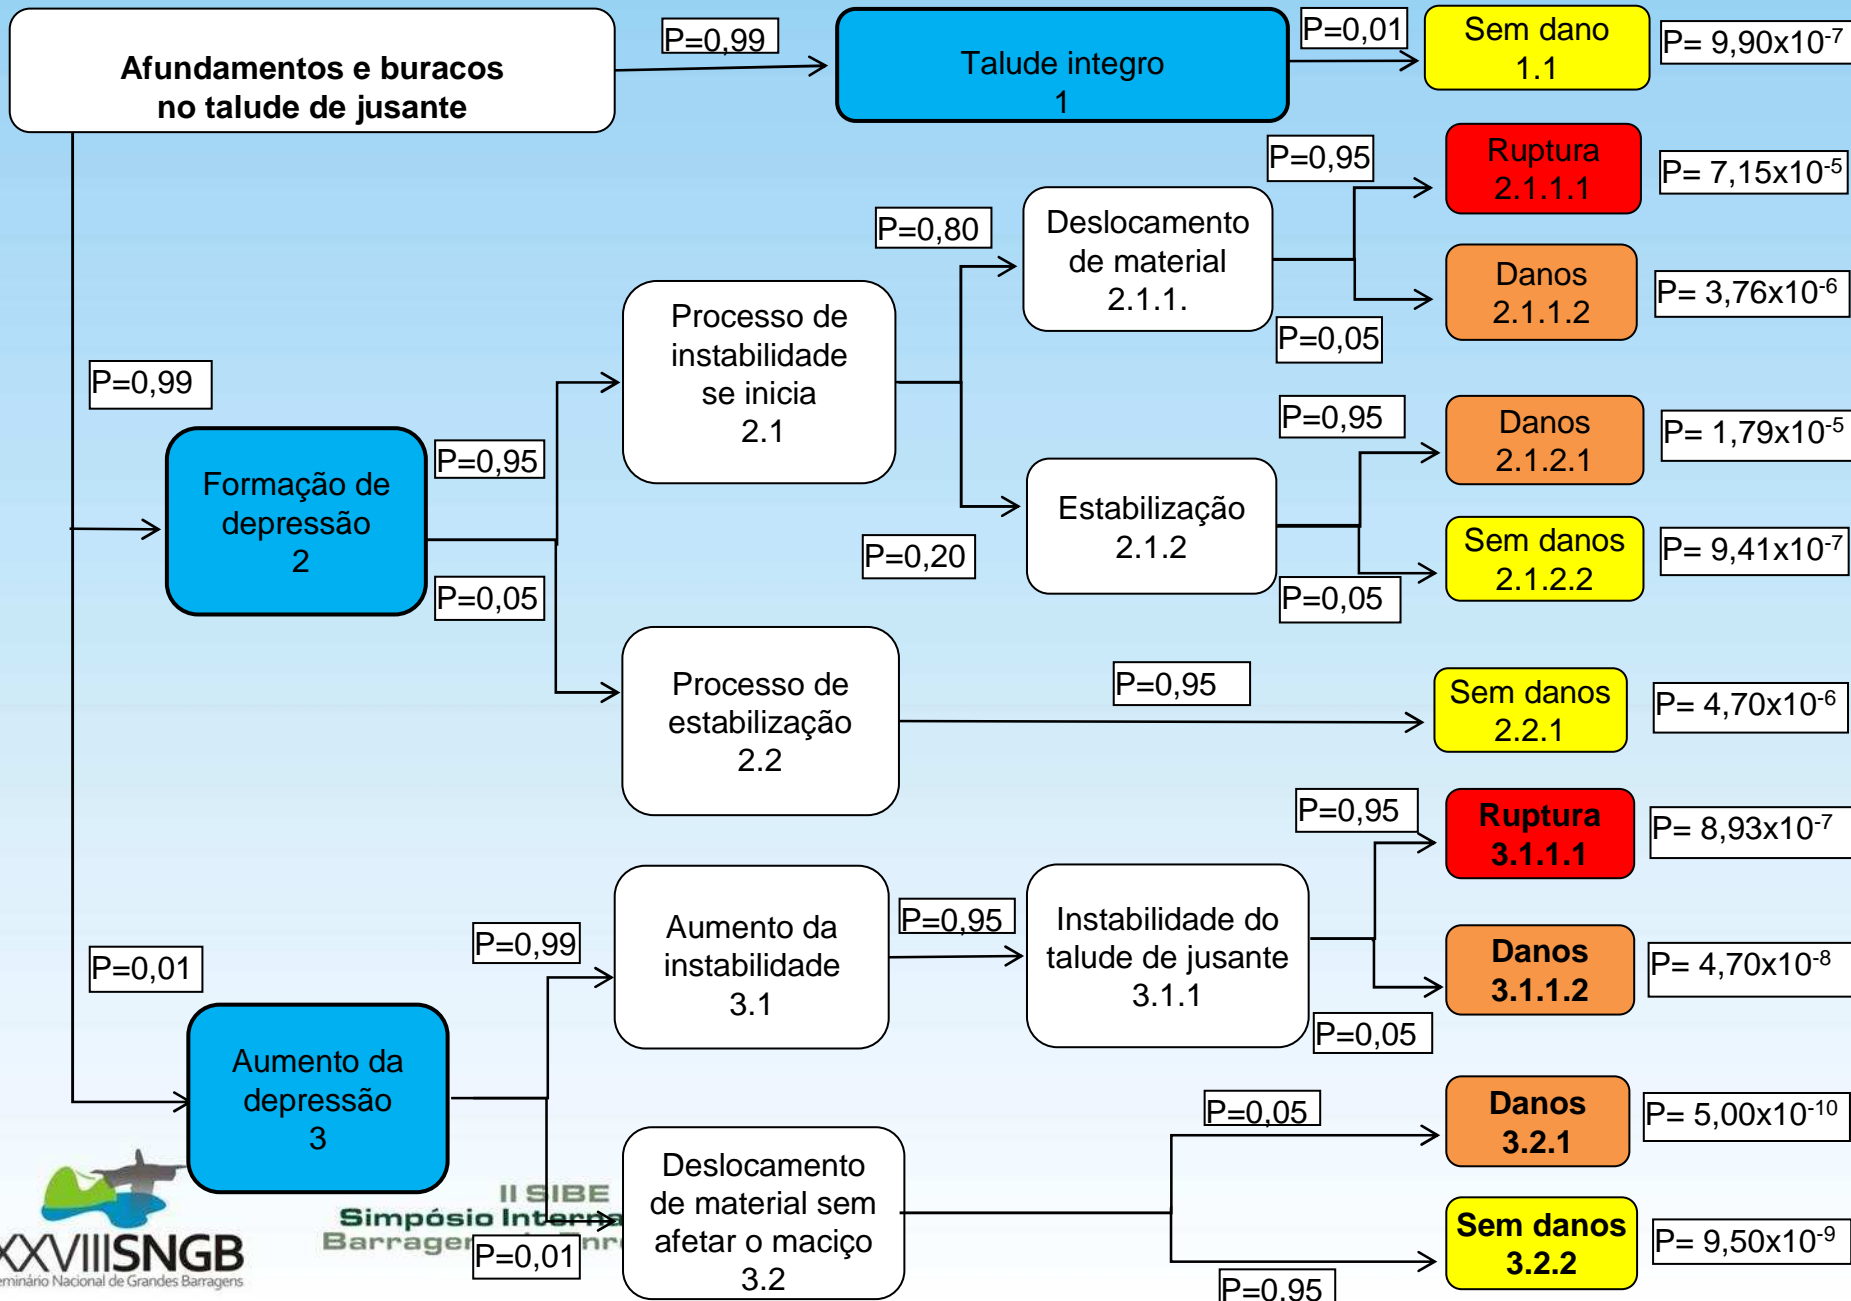 Afundamentos e buracos
no talude de jusante
P=0,99
Talude integro
1
P=0,01
Sem dano
1.1
P= 9,90x10-7
P=0,95
Ruptura
2.1.1.1
P= 7,15x10-5
P=0,80
Deslocamento
de material
2.1.1.
Danos
2.1.1.2
P= 3,76x10-6
P=0,05
Processo de
instabilidade
se inicia
2.1
P=0,99
P=0,95
Danos
2.1.2.1
P= 1,79x10-5
P=0,95
Formação de
depressão
2
Estabilização
2.1.2
P=0,20
Sem danos
2.1.2.2
P= 9,41x10-7
P=0,05
P=0,05
Processo de
estabilização
2.2
P=0,95
Sem danos
2.2.1
P= 4,70x10-6
P=0,95
Ruptura
3.1.1.1
P= 8,93x10-7
P=0,01
P=0,99
Aumento da
instabilidade
3.1
P=0,95
Instabilidade do
talude de jusante
3.1.1
Danos
3.1.1.2
P= 4,70x10-8
P=0,05
Aumento da
depressão
3
P=0,05
Danos
3.2.1
P= 5,00x10-10
Deslocamento
de material sem
afetar o maciço
3.2
P=0,01
Sem danos
3.2.2
P= 9,50x10-9
P=0,95
XXVIIISNGB
eminário Nacional de Grandes Barragens
II SIBE
Simpósio Interna